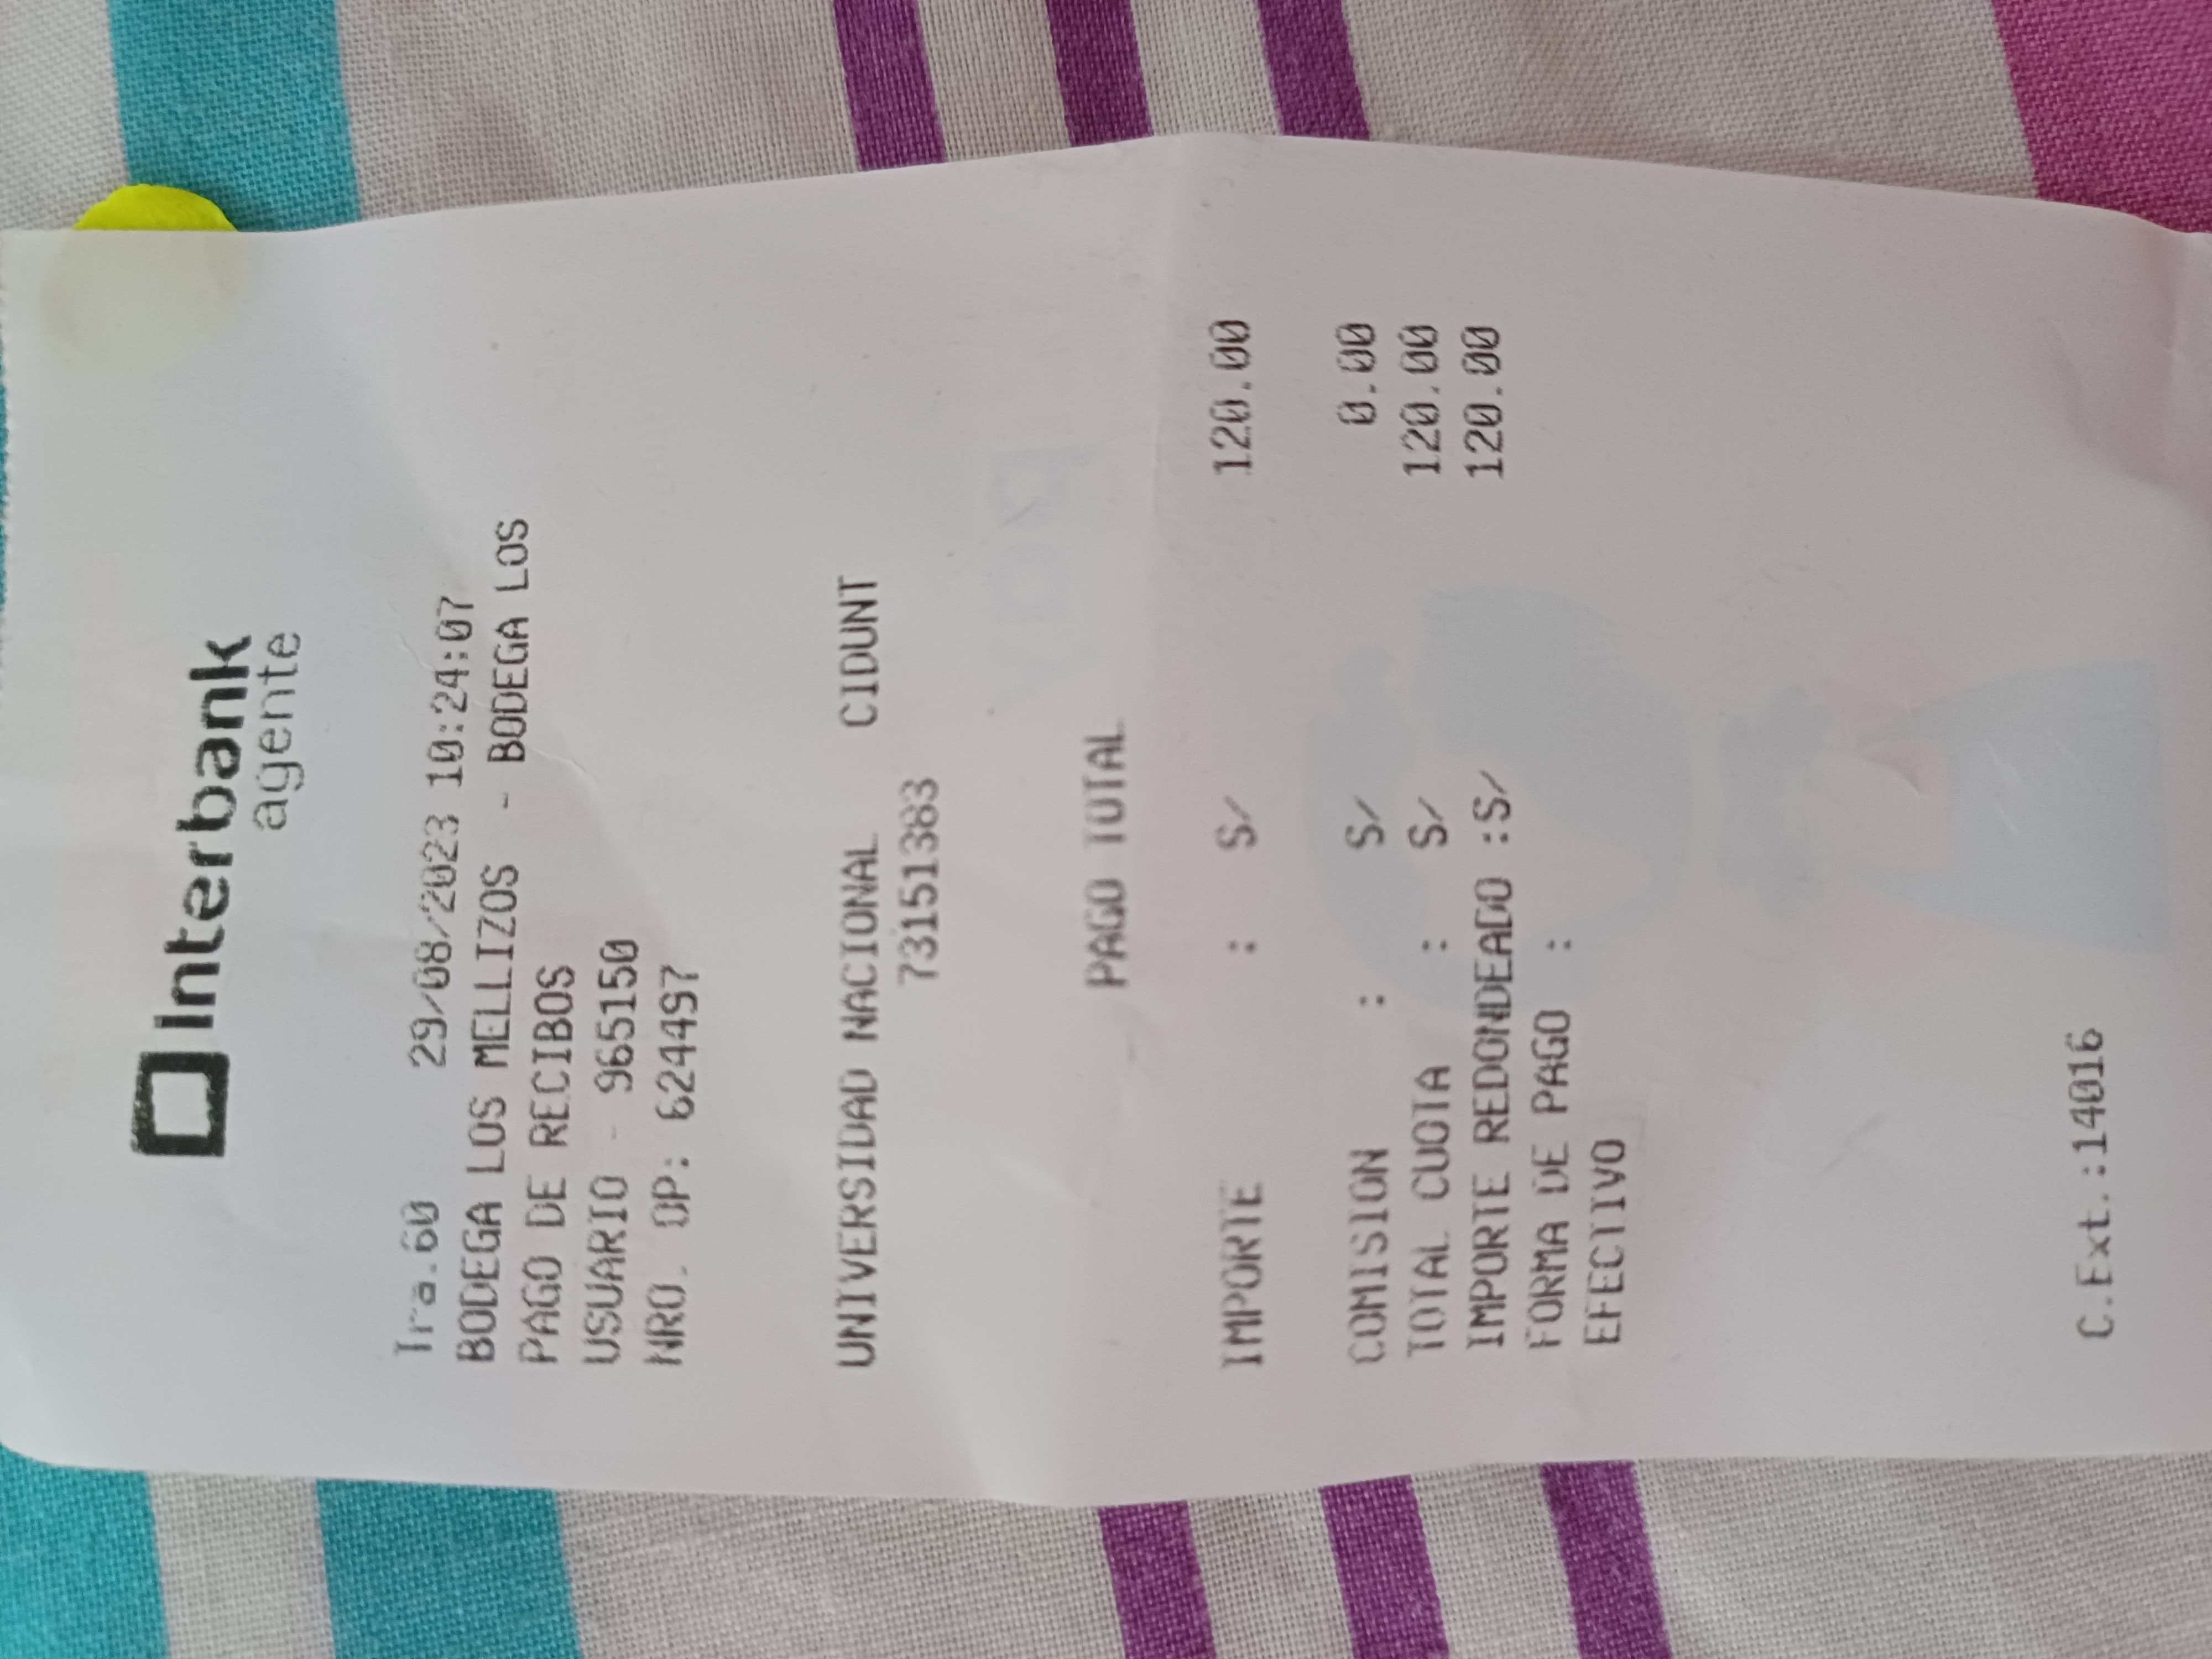 Interbank
agente
Tra.60 29/08/2023 10:24:07
BODEGA LOS MELLIZOS - BODEGA LOS
PAGO DE RECIBOS
USUARIO - 965150
NRO. OP: 624497
UNIVERSIDAD NACIONAL CIDUNT
73151383
PAGO TOTAL
IMPORTE : S/ 120.00
COMISION : S/ 0.00
TOTAL CUOTA : S/ 120.00
IMPORTE REDONDEADO :S/ 120.00
FORMA DE PAGO :
EFECTIVO
C.Ext.:14016